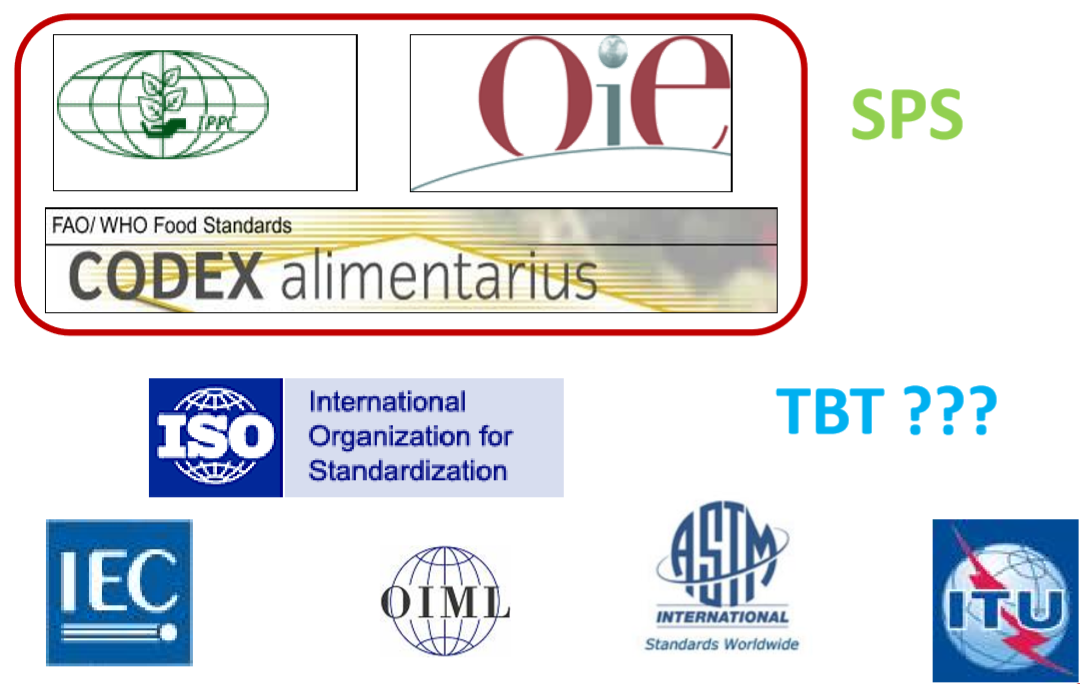 IPPC
Oie
SPS
FAO/ WHO Food Standards
CODEX alimentarius
ISO
International
Organization for
Standardization
TBT ???
IEC
OIML
ASTM
INTERNATIONAL
Standards Worldwide
ITU